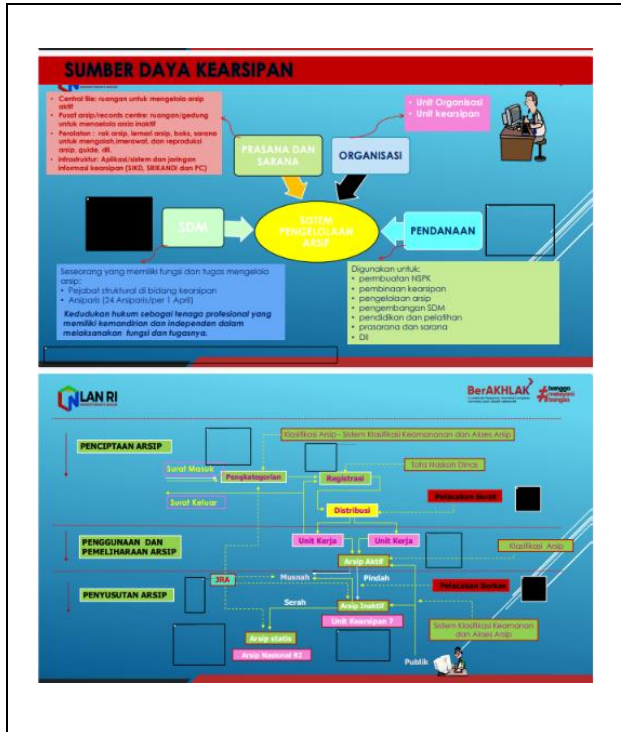 SUMBER DAYA KEARSIPAN
• Central file: ruangan untuk mengelola arsip
aktif
• Pusat arsip/records centre: ruangan/gedung
untuk mengelola arsip inaktif
• Peralatan : rak arsip, lemari arsip, boks, sarana
untuk mengolah,merawat, dan reproduksi
arsip, guide, dll.
• Infrastruktur: Aplikasi/sistem dan jaringan
informasi kearsipan (SIKD, SRIKANDI dan PC)
• Unit Organisasi
• Unit kearsipan
PRASANA DAN
SARANA
ORGANISASI
SDM
SISTEM
PENGELOLAAN
ARSIP
PENDANAAN
Seseorang yang memiliki fungsi dan tugas mengelola
arsip:
• Pejabat struktural di bidang kearsipan
• Arsiparis (24 Arsiparis/per 1 April)
Kedudukan hukum sebagai tenaga profesional yang
memiliki kemandirian dan independen dalam
melaksanakan fungsi dan tugasnya.
Digunakan untuk:
• permbuatan NSPK
• pembinaan kearsipan
• pengelolaan arsip
• pengembangan SDM
• pendidikan dan pelatihan
• prasarana dan sarana
• Dll
LAN RI
BerAKHLAK
#bangga
melayani
bangsa
Klasifikasi Arsip - Sistem Klasifikasi Keamananan dan Akses Arsip
PENCIPTAAN ARSIP
Surat Masuk
Pengkategorian
Registrasi
Tata Naskah Dinas
Surat Keluar
Distribusi
Pelacakan Surat
PENGGUNAAN DAN
PEMELIHARAAN ARSIP
Unit Kerja
Unit Kerja
Klasifikasi Arsip
Arsip Aktif
JRA
Musnah
Pindah
Pelacakan Berkas
PENYUSUTAN ARSIP
Serah
Arsip Inaktif
Unit Kearsipan 7
Sistem Klasifikasi Keamanan
dan Akses Arsip
Arsip statis
Arsip Nasional RI
Publik